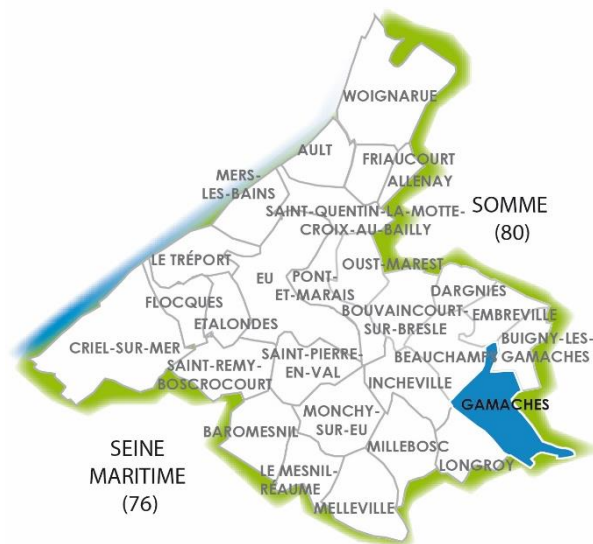 WOIGNARUE
AULT
FRIAUCOURT
ALLENAY
MERS-
LES-BAINS
SAINT-QUENTIN-LA-MOTTE-
CROIX-AU-BAILLY
SOMME
(80)
LE TRÉPORT
EU
PONT-
ET-MARAIS
OUST-MAREST
DARGNIÉS
FLOCQUES
ETALONDES
BOUVAINCOURT-
SUR-BRESLE
EMBREVILLE
BUIGNY-LES-
GAMACHES
CRIEL-SUR-MER
SAINT-REMY-
BOSCROCOURT
SAINT-PIERRE-
EN-VAL
BEAUCHAMPS
INCHEVILLE
GAMACHES
MONCHY-
SUR-EU
BAROMESNIL
MILLEBOSC
SEINE
MARITIME
(76)
LE MESNIL-
RÉAUME
LONGROY
MELLEVILLE